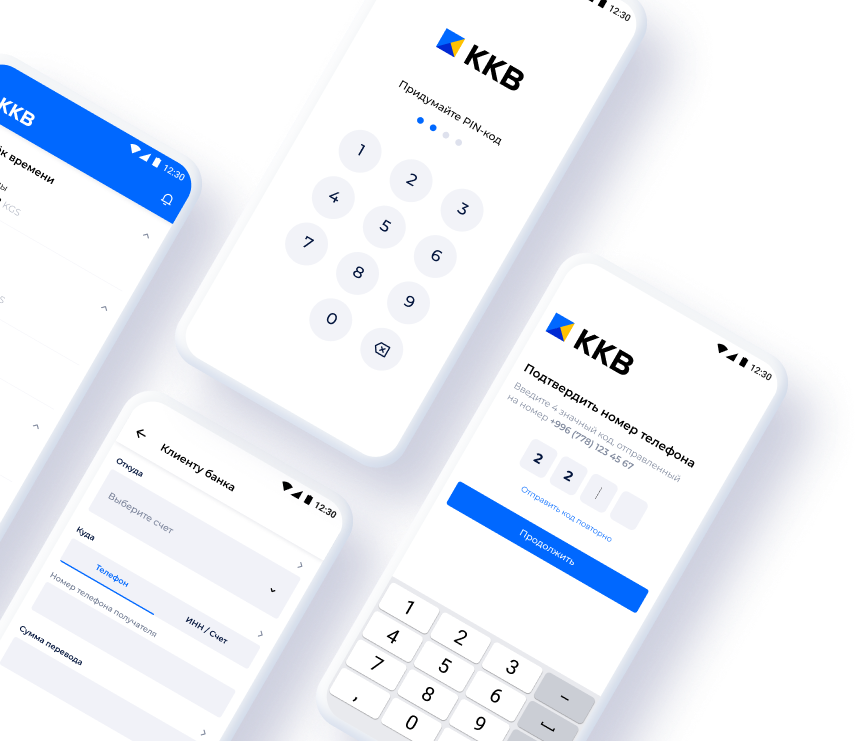 12:30
ККВ
Придумайте PIN-код
1
2
3
4
5
6
7
8
9
0
ККВ
12:30
времени
KGS
12:30
ККВ
Подтвердить номер телефона
Введите 4 значный код, отправленный
на номер +996 (778) 123 45 67
2 2
Отправить код повторно
Продолжить
1 2 3 –
4 5 6
7 8 9
, 0
12:30
Клиенту банка
Откуда
Выберите счет
Куда
Телефон
ИНН / Счет
Номер телефона получателя
Сумма перевода